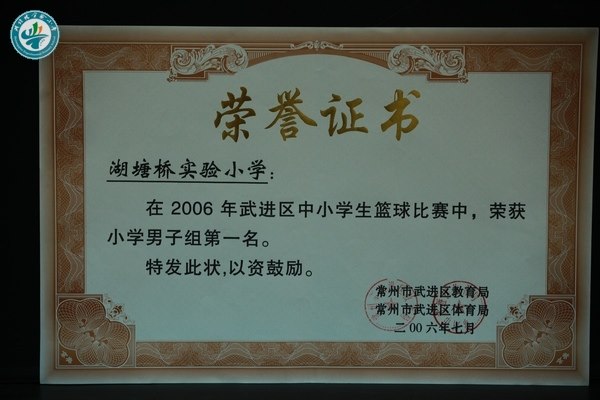 荣誉证书
湖塘桥实验小学：
在 2006 年武进区中小学生篮球比赛中，荣获
小学男子组第一名。
特发此状,以资鼓励。
常州市武进区教育局
常州市武进区体育局
二00六年七月